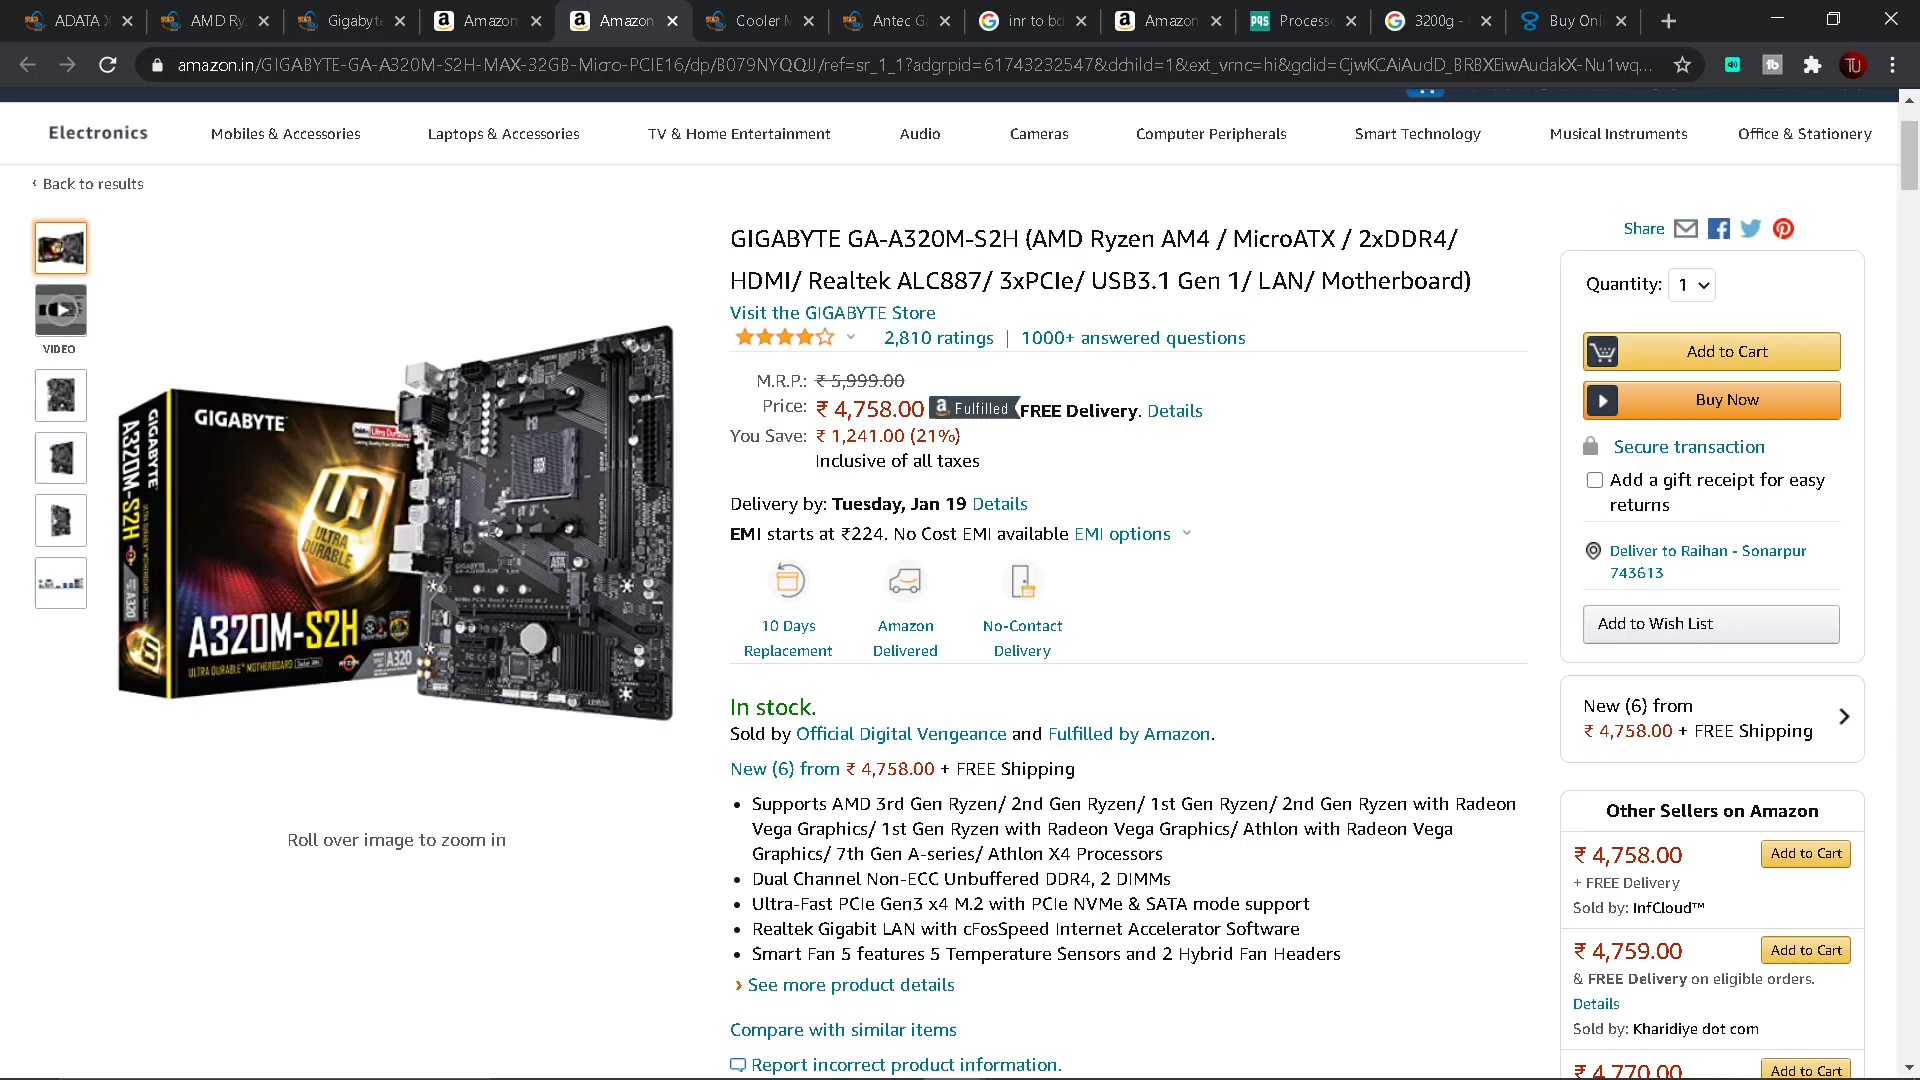 ADATA X
AMD Ry
Gigabyte
Amazon
Amazon
Cooler M
Antec G
inr to bd
Amazon
Processo
3200g -
Buy Onli
amazon.in/GIGABYTE-GA-A320M-S2H-MAX-32GB-Micro-PCIE16/dp/B079NYQQJJ/ref=sr_1_1?adgrpid=61743232547&dchild=1&ext_vrnc=hi&gclid=CjwKCAiAudD_BRBXEiwAudakX-Nu1wq...
TU
Electronics
Mobiles & Accessories
Laptops & Accessories
TV & Home Entertainment
Audio
Cameras
Computer Peripherals
Smart Technology
Musical Instruments
Office & Stationery
‹ Back to results
VIDEO
GIGABYTE
GIGABYTE
A320M-S2H
ULTRA DURABLE
A320M-S2H
ULTRA DURABLE MOTHERBOARD
RYZEN
A320
Roll over image to zoom in
GIGABYTE GA-A320M-S2H (AMD Ryzen AM4 / MicroATX / 2xDDR4/
HDMI/ Realtek ALC887/ 3xPCIe/ USB3.1 Gen 1/ LAN/ Motherboard)
Visit the GIGABYTE Store
2,810 ratings | 1000+ answered questions
M.R.P.: ₹ 5,999.00
Price: ₹ 4,758.00 a Fulfilled FREE Delivery. Details
You Save: ₹ 1,241.00 (21%)
Inclusive of all taxes
Delivery by: Tuesday, Jan 19 Details
EMI starts at ₹224. No Cost EMI available EMI options
10 Days
Replacement
Amazon
Delivered
No-Contact
Delivery
In stock.
Sold by Official Digital Vengeance and Fulfilled by Amazon.
New (6) from ₹ 4,758.00 + FREE Shipping
• Supports AMD 3rd Gen Ryzen/ 2nd Gen Ryzen/ 1st Gen Ryzen/ 2nd Gen Ryzen with Radeon
Vega Graphics/ 1st Gen Ryzen with Radeon Vega Graphics/ Athlon with Radeon Vega
Graphics/ 7th Gen A-series/ Athlon X4 Processors
• Dual Channel Non-ECC Unbuffered DDR4, 2 DIMMs
• Ultra-Fast PCIe Gen3 x4 M.2 with PCIe NVMe & SATA mode support
• Realtek Gigabit LAN with cFosSpeed Internet Accelerator Software
• Smart Fan 5 features 5 Temperature Sensors and 2 Hybrid Fan Headers
› See more product details
Compare with similar items
Report incorrect product information.
Share
Quantity: 1
Add to Cart
Buy Now
Secure transaction
Add a gift receipt for easy
returns
Deliver to Raihan - Sonarpur
743613
Add to Wish List
New (6) from
₹ 4,758.00 + FREE Shipping
Other Sellers on Amazon
₹ 4,758.00
Add to Cart
+ FREE Delivery
Sold by: InfCloud™
₹ 4,759.00
Add to Cart
& FREE Delivery on eligible orders.
Details
Sold by: Kharidiye dot com
₹ 4,770.00
Add to Cart